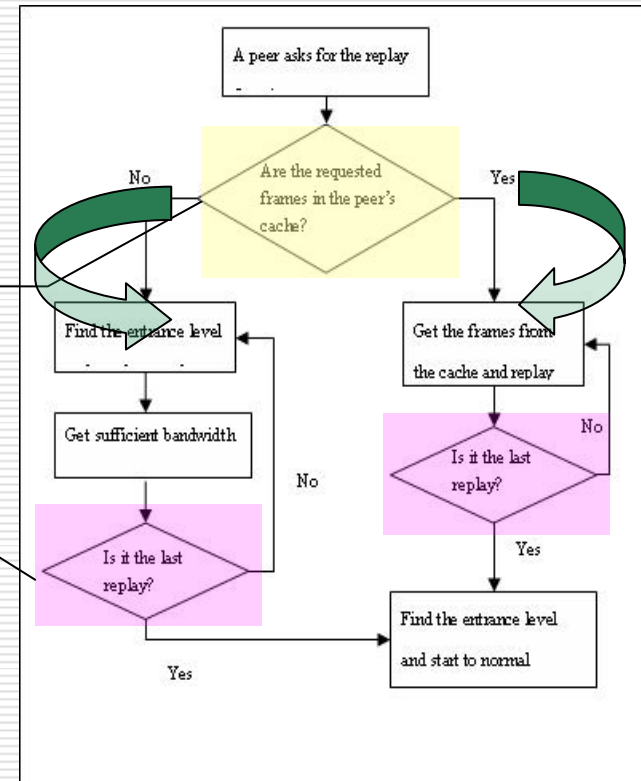 A peer asks for the replay
Are the requested
frames in the peer's
cache?
No
Yes
Find the entrance level
Get the frames from
the cache and replay
Get sufficient bandwidth
No
Is it the last
replay?
No
Is it the last
replay?
Yes
Find the entrance level
and start to normal
Yes